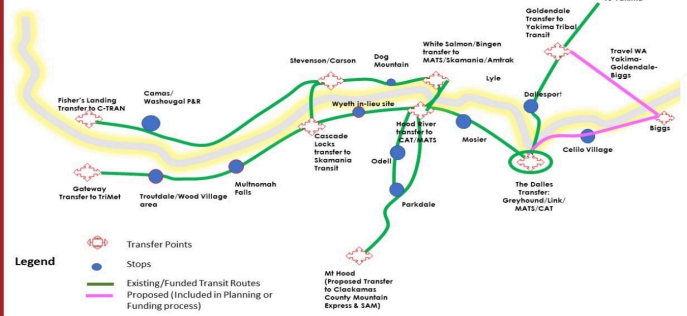 to Yakima
Goldendale
Transfer to
Yakima Tribal
Transit
White Salmon/Bingen
transfer to
MATS/Skamania/Amtrak
Travel WA
Yakima-
Goldendale-
Biggs
Dog
Mountain
Stevenson/Carson
Lyle
Camas/
Washougal P&R
Fisher's Landing
Transfer to C-TRAN
Wyeth in-lieu site
Dallesport
Hood River
transfer to
CAT/MATS
Cascade
Locks
transfer to
Skamania
Transit
Mosier
Celilo Village
Biggs
Odell
Gateway
Transfer to TriMet
Troutdale/Wood Village
area
Multnomah
Falls
The Dalles
Transfer:
Greyhound/Link/
MATS/CAT
Parkdale
Mt Hood
(Proposed Transfer
to Clackamas
County Mountain
Express & SAM)
Legend
Transfer Points
Stops
Existing/Funded Transit Routes
Proposed (Included in Planning or
Funding process)